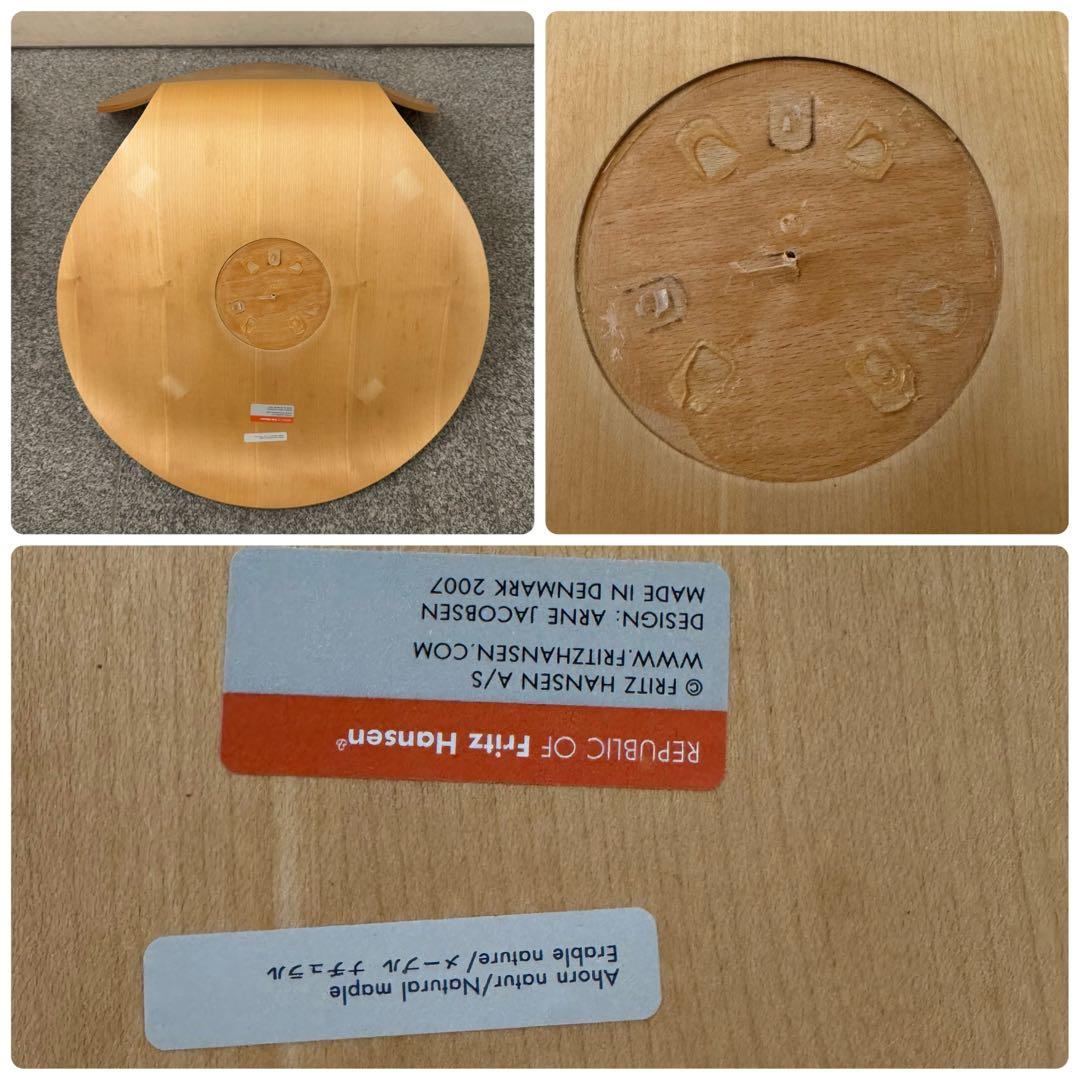 REPUBLIC OF Fritz Hansen®
© FRITZ HANSEN A/S
WWW.FRITZHANSEN.COM
DESIGN: ARNE JACOBSEN
MADE IN DENMARK 2007
Ahorn natur/Natural maple
Erable nature/メープル ナチュラル